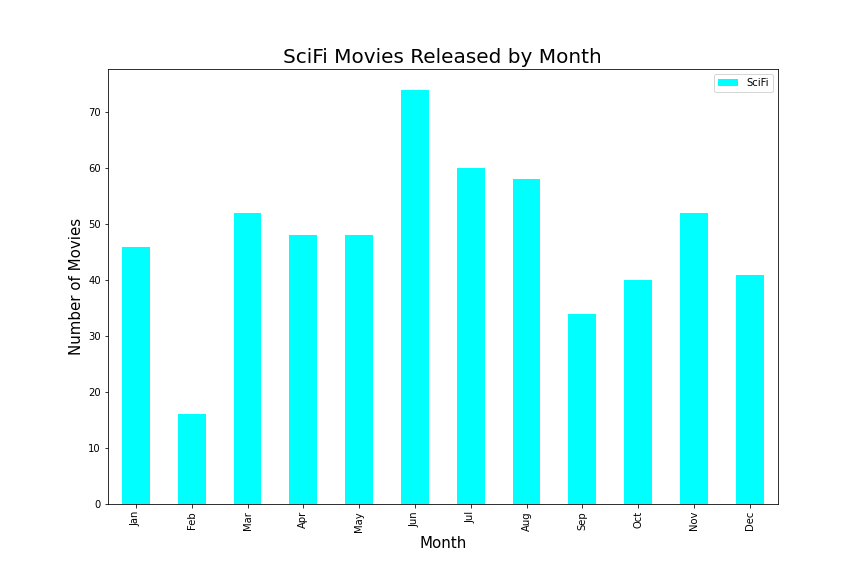 SciFi Movies Released by Month
SciFi
Number of Movies
70
60
50
40
30
20
10
0
Jan
Feb
Mar
Apr
May
Jun
Jul
Aug
Sep
Oct
Nov
Dec
Month